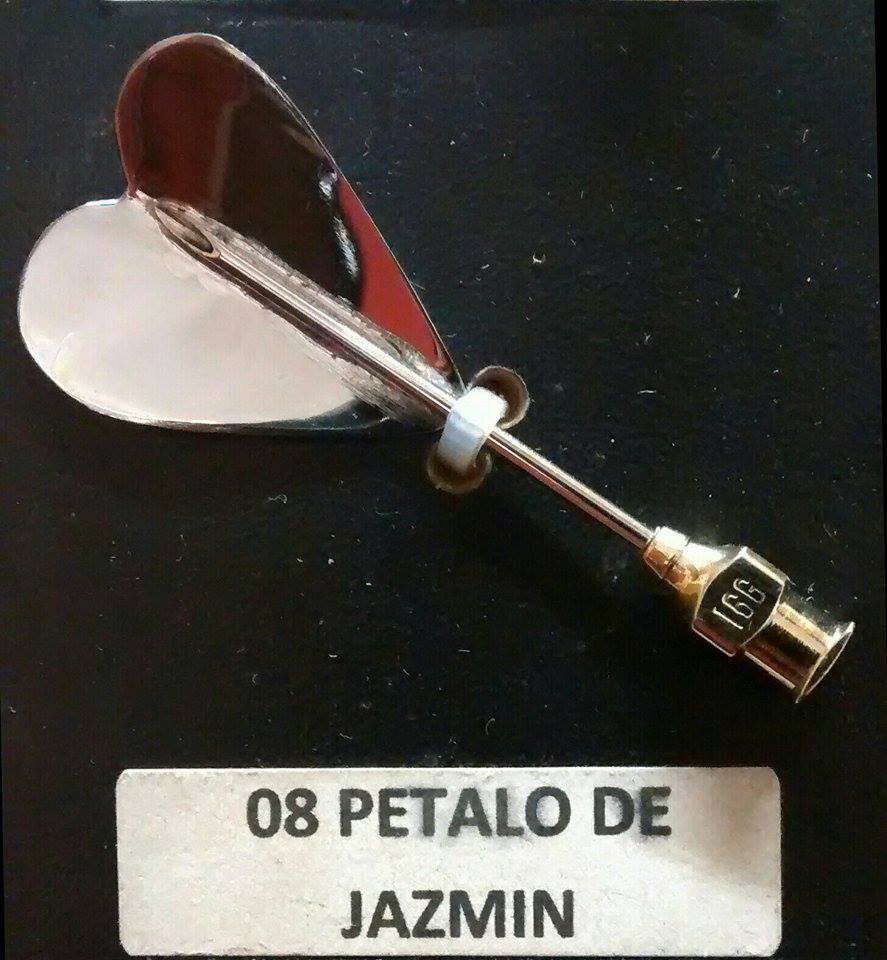 16G
08 PETALO DE
JAZMIN